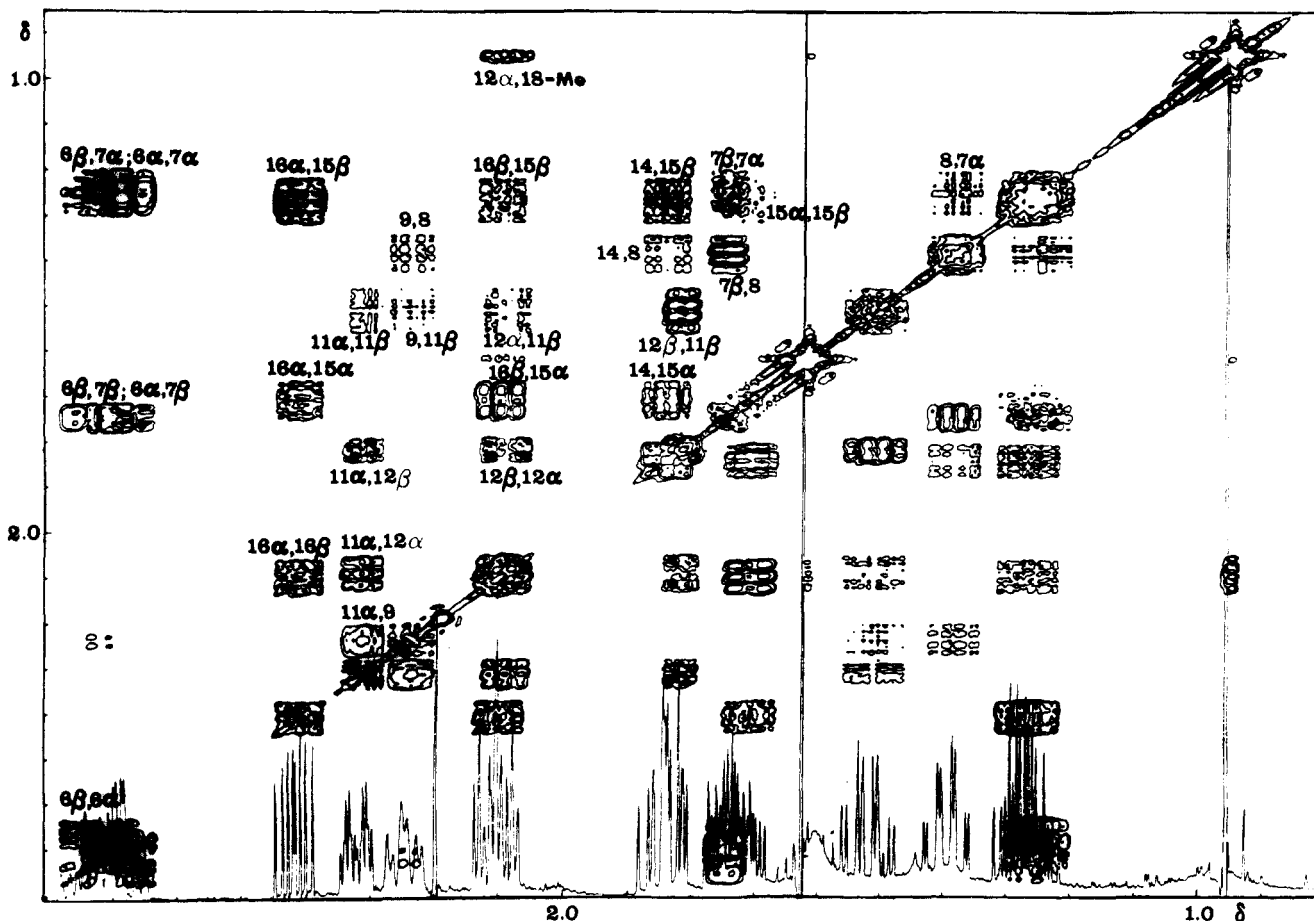 δ
1.0
12α,18-Me
6β,7α;6α,7α
16α,15β
16β,15β
14,15β
7β,7α
8,7α
15α,15β
9,8
14,8
7β,8
11α,11β
9,11β
12α,11β
12β,11β
16α,15α
16β,15α
14,15α
6β,7β;6α,7β
11α,12β
12β,12α
2.0
16α,16β
11α,12α
11α,9
6β,6α
2.0
1.0
δ